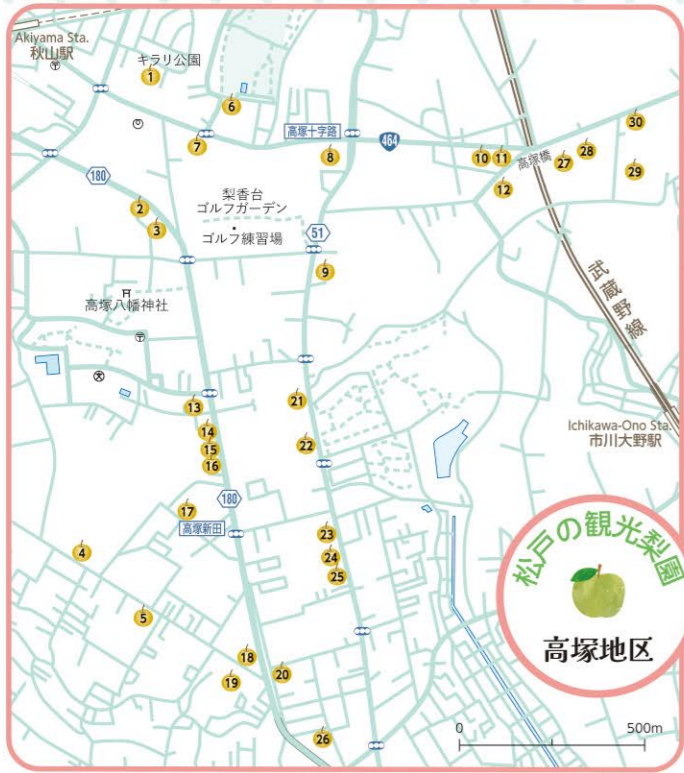 Akiyama Sta.
秋山駅
キラリ公園
1
6
7
高塚十字路
8
464
10
11
高塚橋
12
27
28
30
29
180
2
3
梨香台
ゴルフガーデン
ゴルフ練習場
51
9
武蔵野線
高塚八幡神社
文
13
14
15
16
21
22
Ichikawa-Ono Sta.
市川大野駅
17
180
高塚新田
4
5
23
24
25
18
19
20
26
松戸の観光梨園
高塚地区
0
500m